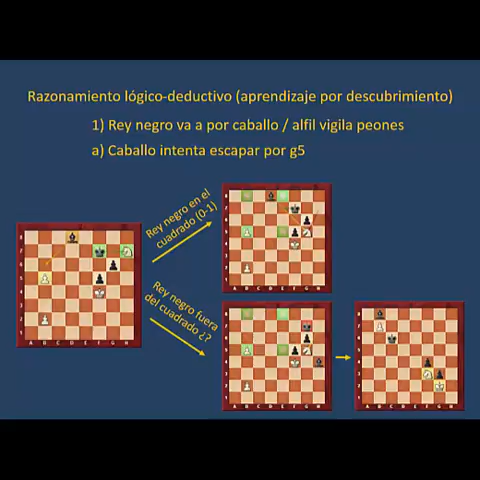 Razonamiento lógico-deductivo (aprendizaje por descubrimiento)
1) Rey negro va a por caballo / alfil vigila peones
a) Caballo intenta escapar por g5
Rey negro en el
cuadrado (0-1)
Rey negro fuera
del cuadrado ¿?